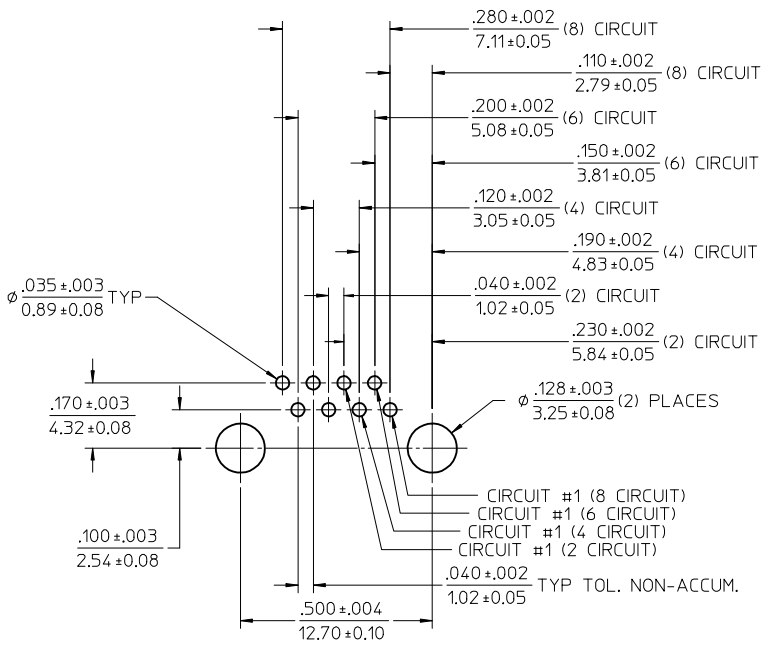 .280±.002
7.11±0.05
(8) CIRCUIT
.110±.002
2.79±0.05
(8) CIRCUIT
.200±.002
5.08±0.05
(6) CIRCUIT
.150±.002
3.81±0.05
(6) CIRCUIT
.120±.002
3.05±0.05
(4) CIRCUIT
.190±.002
4.83±0.05
(4) CIRCUIT
ø .035±.003
0.89±0.08
TYP
.040±.002
1.02±0.05
(2) CIRCUIT
.230±.002
5.84±0.05
(2) CIRCUIT
.170±.003
4.32±0.08
ø .128±.003
3.25±0.08
(2) PLACES
CIRCUIT #1 (8 CIRCUIT)
CIRCUIT #1 (6 CIRCUIT)
CIRCUIT #1 (4 CIRCUIT)
CIRCUIT #1 (2 CIRCUIT)
.100±.003
2.54±0.08
.040±.002
1.02±0.05
TYP TOL. NON-ACCUM.
.500±.004
12.70±0.10